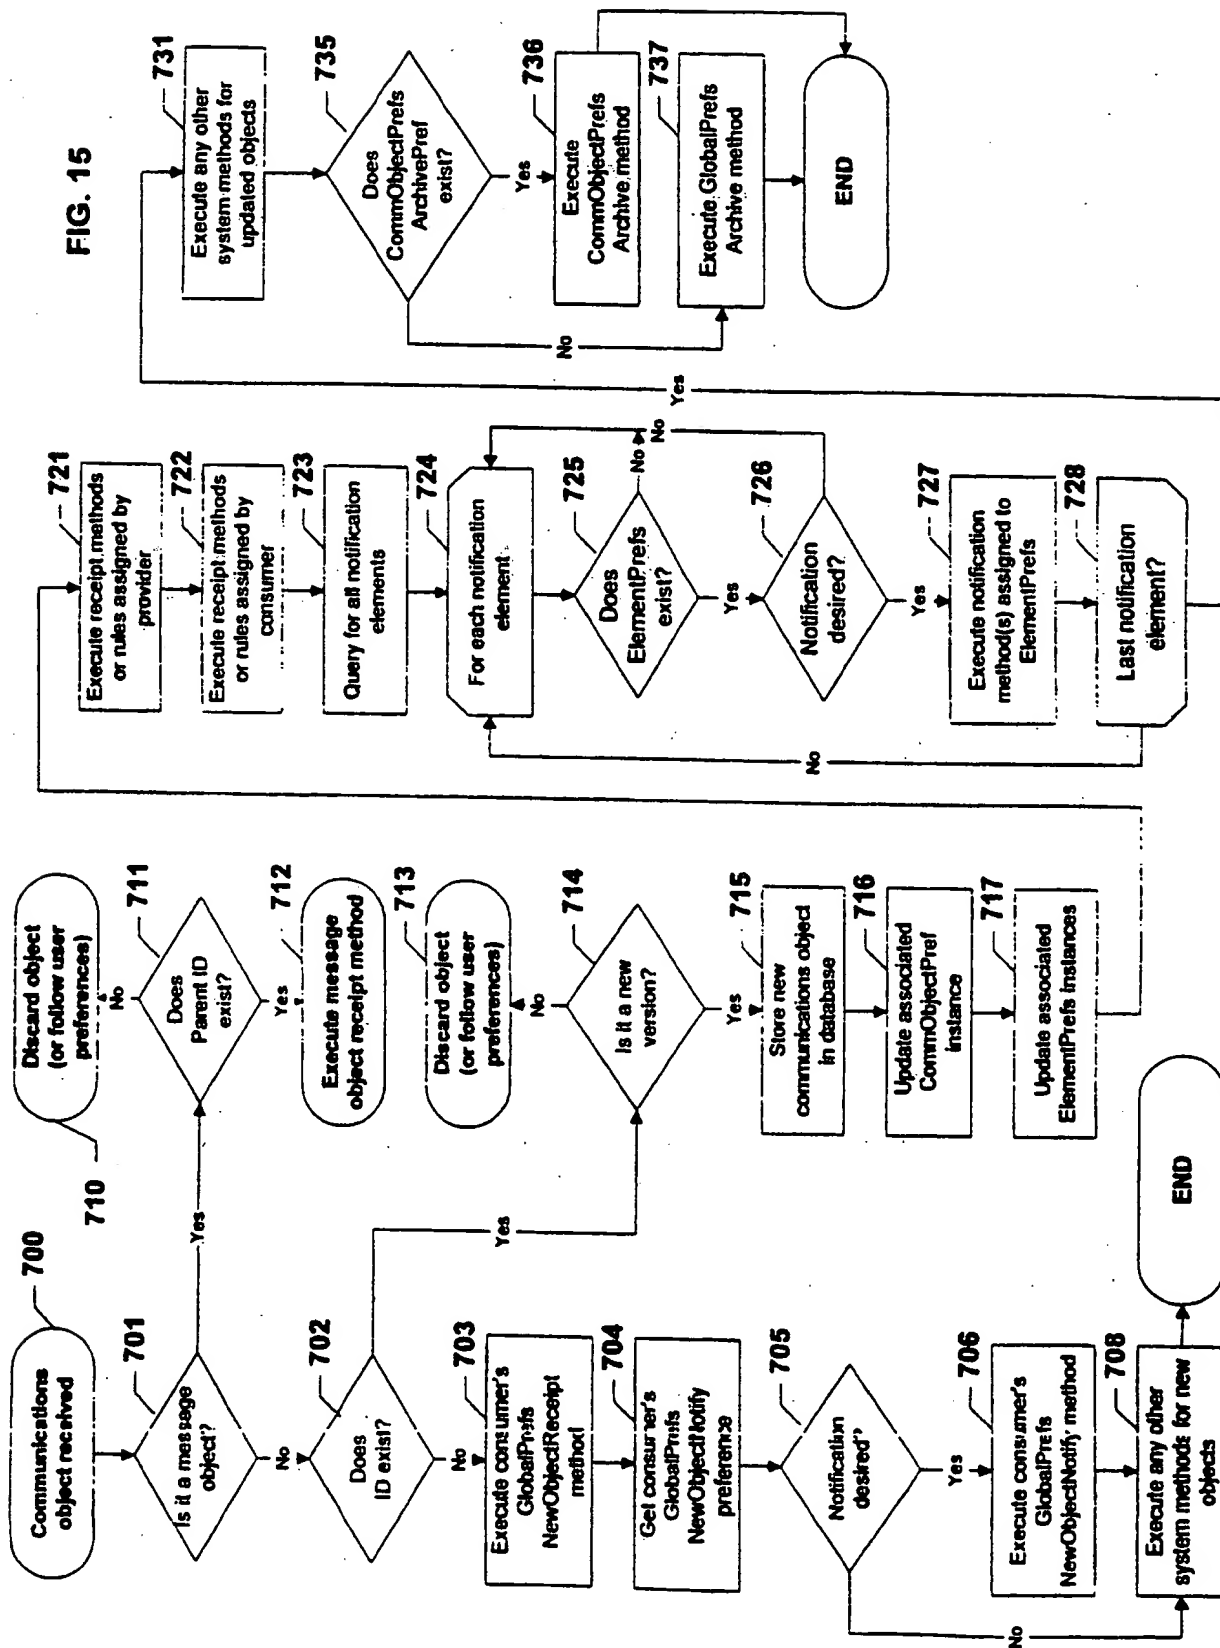 FIG. 15
700
Communications
object received
701
Is it a message
object?
Yes
No
710
Discard object
(or follow user
preferences)
No
711
Does
Parent ID
exist?
Yes
712
Execute message
object receipt method
702
Does
ID exist?
Yes
No
713
Discard object
(or follow user
preferences)
No
714
Is it a new
version?
Yes
703
Execute consumer's
GlobalPrefs
NewObjectReceipt
method
704
Get consumer's
GlobalPrefs
NewObjectNotify
preference
705
Notification
desired?
Yes
No
706
Execute consumer's
GlobalPrefs
NewObjectNotify method
708
Execute any other
system methods for new
objects
END
715
Store new
communications object
in database
716
Update associated
CommObjectPref
instance
717
Update associated
ElementPrefs instances
721
Execute receipt methods
or rules assigned by
provider
722
Execute receipt methods
or rules assigned by
consumer
723
Query for all notification
elements
724
For each notification
element
725
Does
ElementPrefs
exist?
No
Yes
726
Notification
desired?
No
Yes
727
Execute notification
method(s) assigned to
ElementPrefs
728
Last notification
element?
No
Yes
731
Execute any other
system methods for
updated objects
735
Does
CommObjectPrefs
ArchivePref
exist?
Yes
No
736
Execute
CommObjectPrefs
Archive method
737
Execute GlobalPrefs
Archive method
END